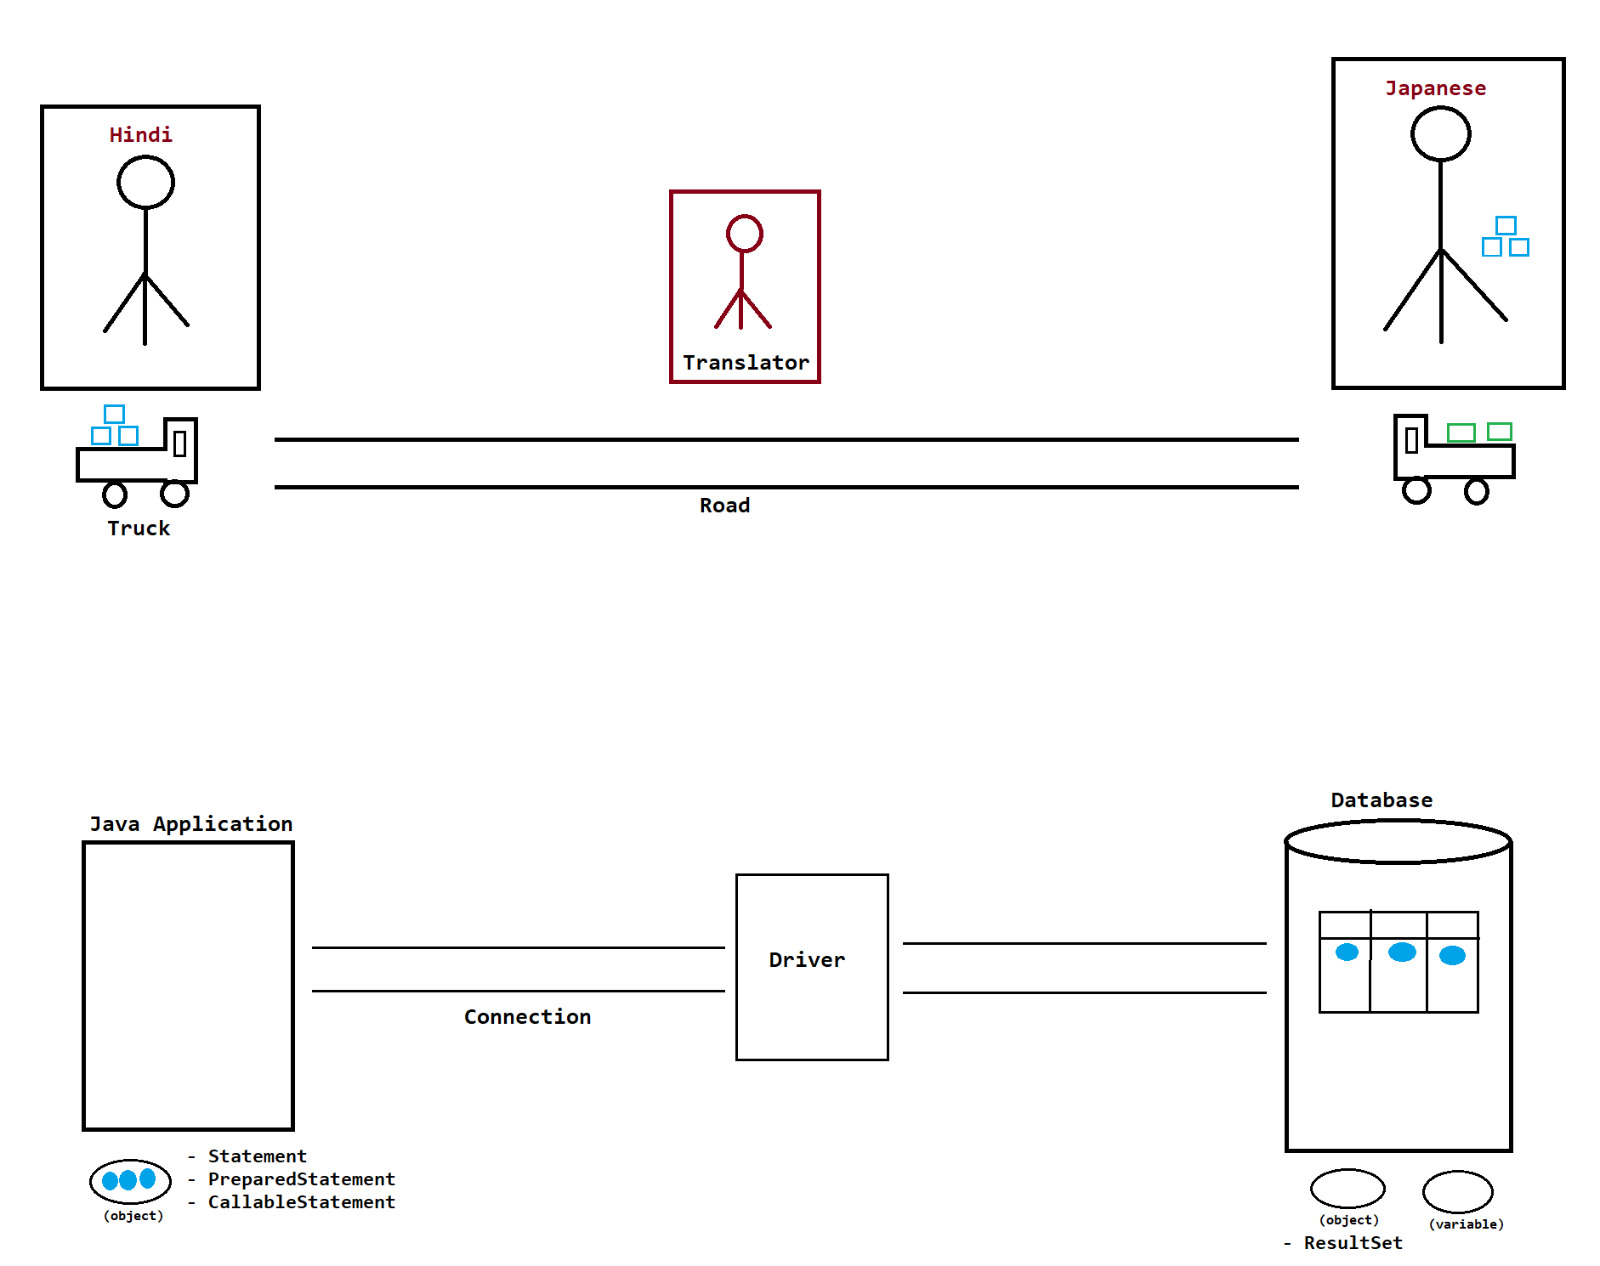 Hindi
Japanese
Translator
Road
Truck
Java Application
Database
Driver
Connection
- Statement
- PreparedStatement
- CallableStatement
(object)
(object)
(variable)
- ResultSet